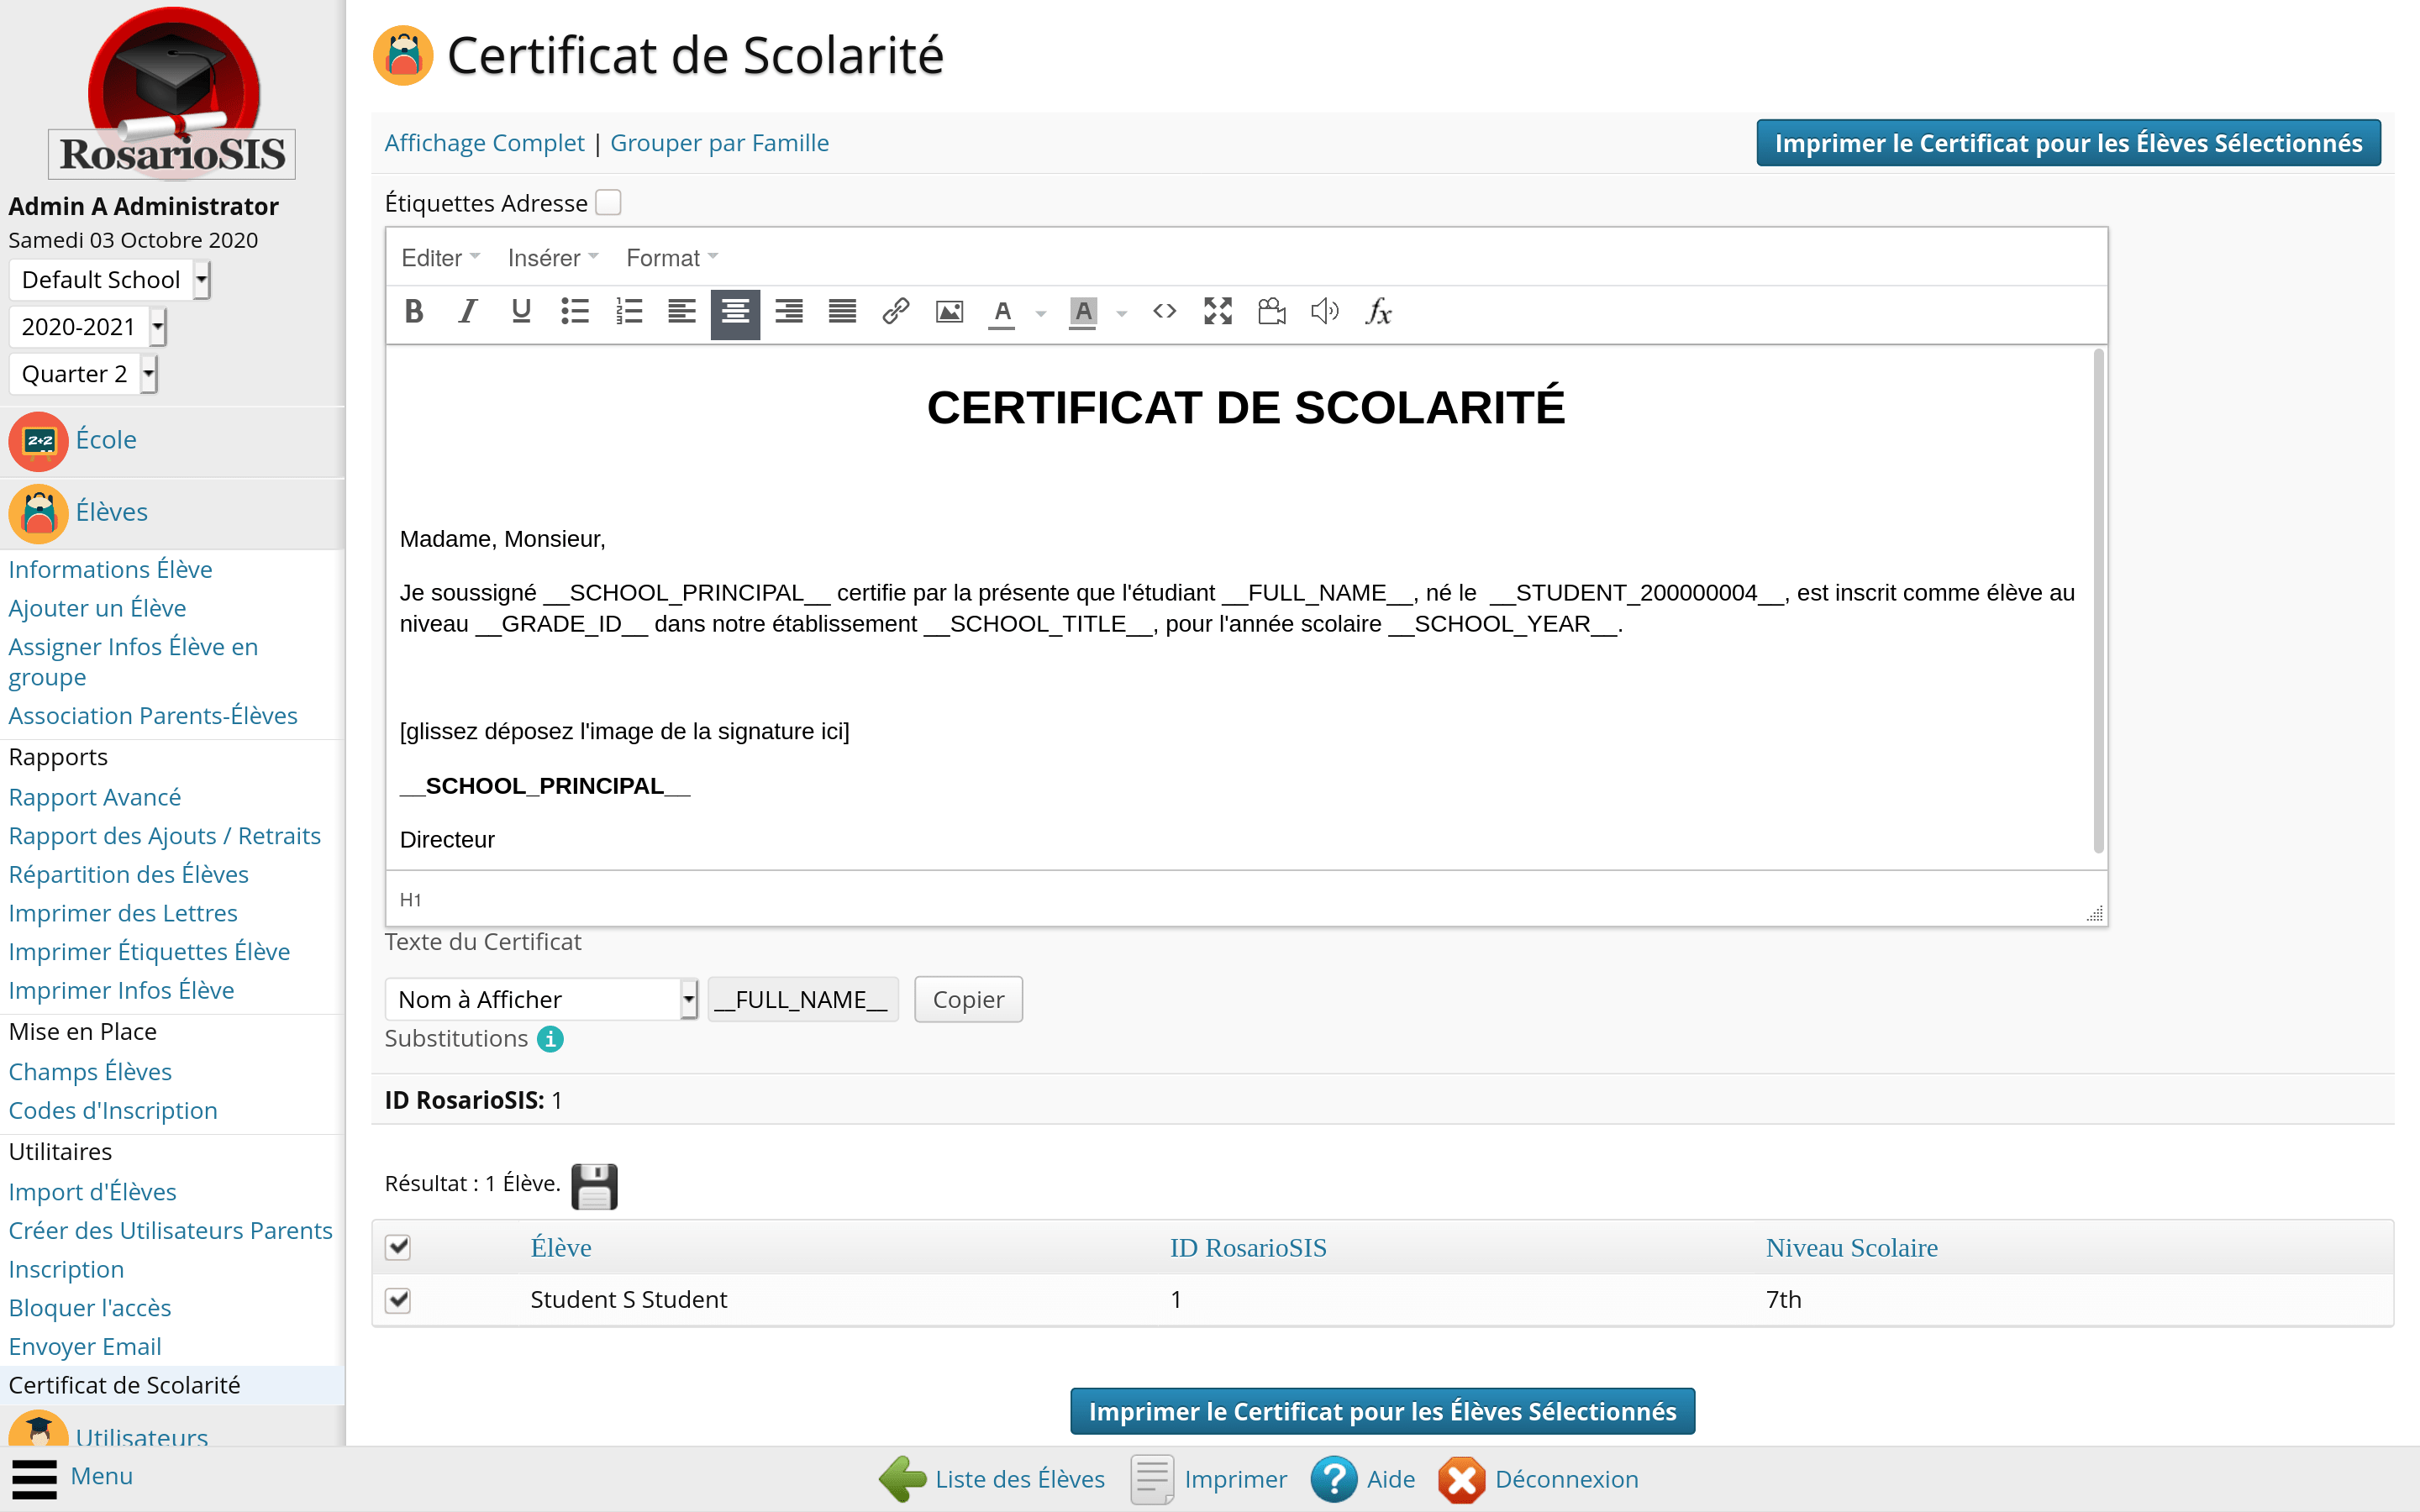 RosarioSIS
Admin A Administrator
Samedi 03 Octobre 2020
Default School
2020-2021
Quarter 2
2+2
École
Élèves
Informations Élève
Ajouter un Élève
Assigner Infos Élève en
groupe
Association Parents-Élèves
Rapports
Rapport Avancé
Rapport des Ajouts / Retraits
Répartition des Élèves
Imprimer des Lettres
Imprimer Étiquettes Élève
Imprimer Infos Élève
Mise en Place
Champs Élèves
Codes d'Inscription
Utilitaires
Import d'Élèves
Créer des Utilisateurs Parents
Inscription
Bloquer l'accès
Envoyer Email
Certificat de Scolarité
Utilisateurs
Menu
Certificat de Scolarité
Affichage Complet | Grouper par Famille
Imprimer le Certificat pour les Élèves Sélectionnés
Étiquettes Adresse
Editer Insérer Format
B I U A A <> fx
CERTIFICAT DE SCOLARITÉ
Madame, Monsieur,
Je soussigné __SCHOOL_PRINCIPAL__ certifie par la présente que l'étudiant __FULL_NAME__, né le __STUDENT_200000004__, est inscrit comme élève au
niveau __GRADE_ID__ dans notre établissement __SCHOOL_TITLE__, pour l'année scolaire __SCHOOL_YEAR__.
[glissez déposez l'image de la signature ici]
__SCHOOL_PRINCIPAL__
Directeur
H1
Texte du Certificat
Nom à Afficher __FULL_NAME__ Copier
Substitutions i
ID RosarioSIS: 1
Résultat : 1 Élève.
Élève ID RosarioSIS Niveau Scolaire
Student S Student 1 7th
Imprimer le Certificat pour les Élèves Sélectionnés
Liste des Élèves Imprimer ? Aide Déconnexion